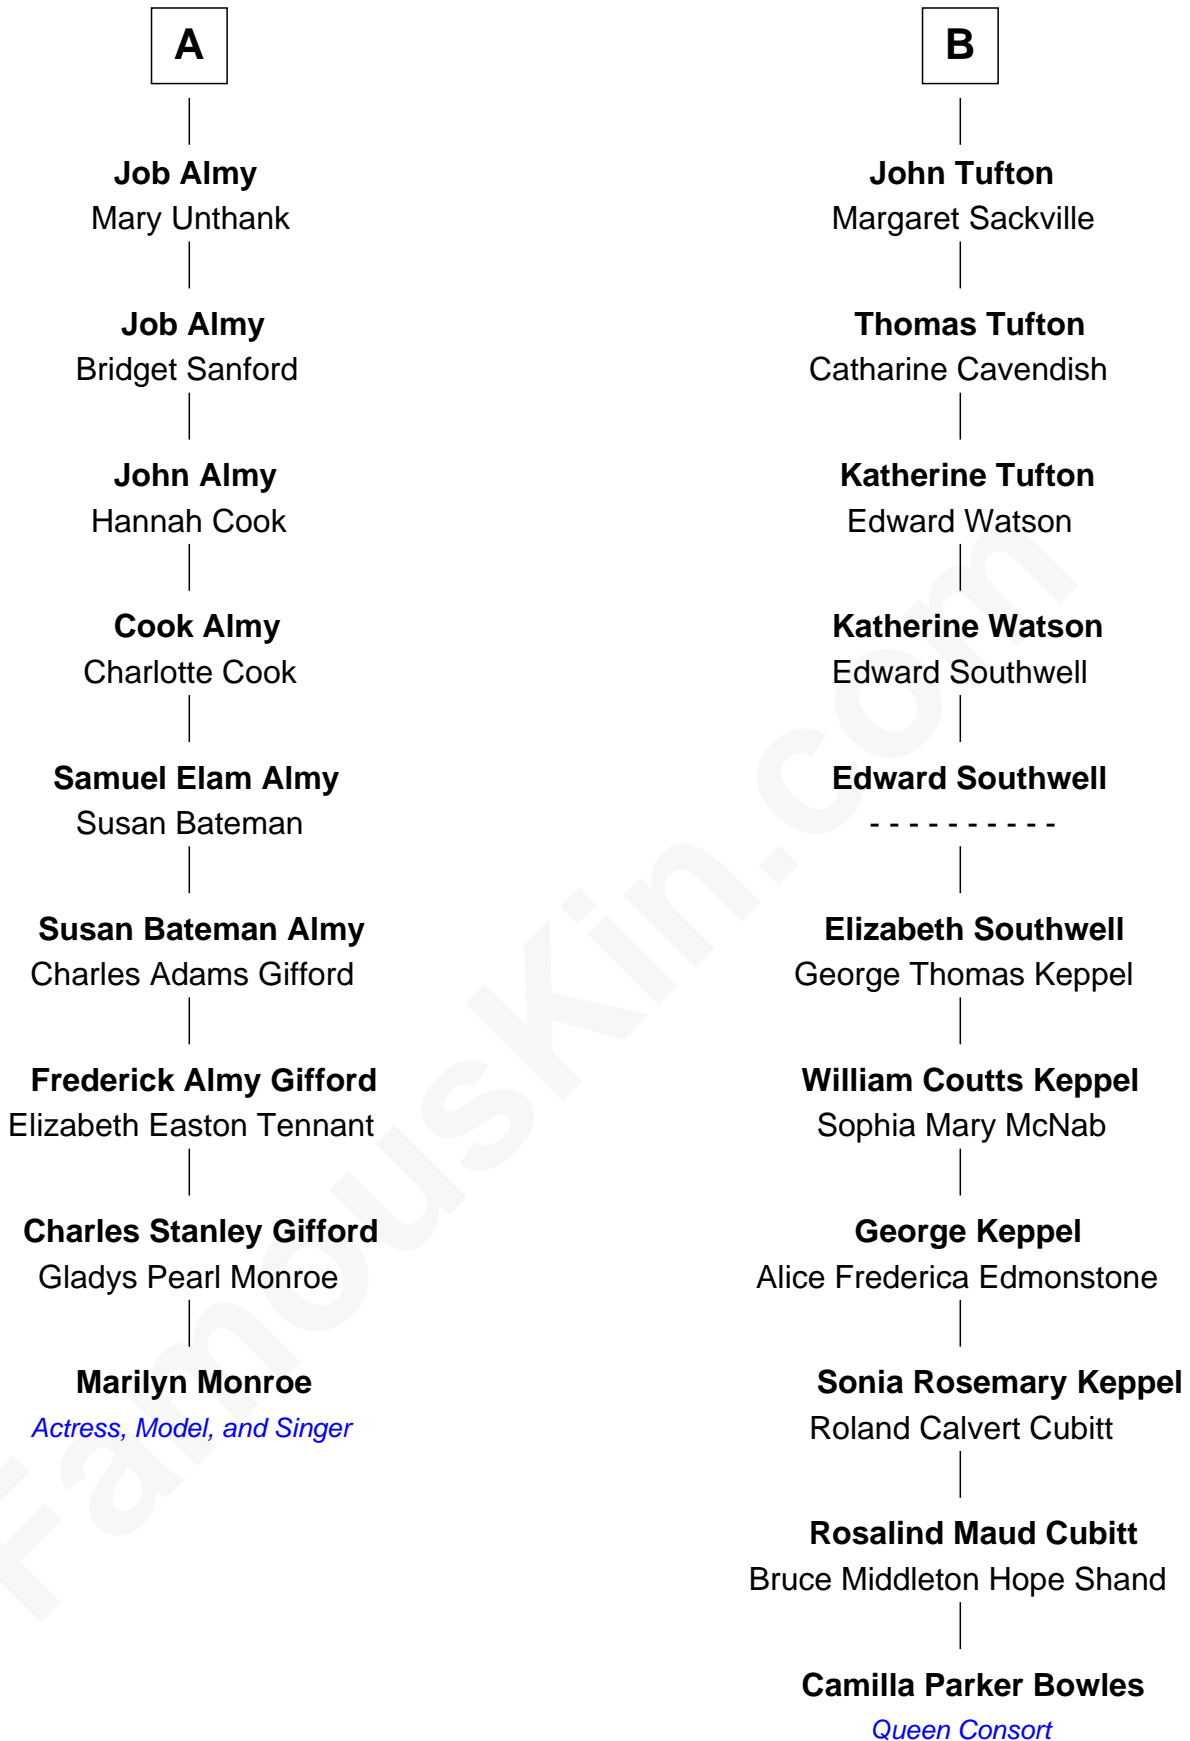 A
Job Almy
Mary Unthank
Job Almy
Bridget Sanford
John Almy
Hannah Cook
Cook Almy
Charlotte Cook
Samuel Elam Almy
Susan Bateman
Susan Bateman Almy
Charles Adams Gifford
Frederick Almy Gifford
Elizabeth Easton Tennant
Charles Stanley Gifford
Gladys Pearl Monroe
Marilyn Monroe
Actress, Model, and Singer
B
John Tufton
Margaret Sackville
Thomas Tufton
Catharine Cavendish
Katherine Tufton
Edward Watson
Katherine Watson
Edward Southwell
Edward Southwell
- - - - - - - - - -
Elizabeth Southwell
George Thomas Keppel
William Coutts Keppel
Sophia Mary McNab
George Keppel
Alice Frederica Edmonstone
Sonia Rosemary Keppel
Roland Calvert Cubitt
Rosalind Maud Cubitt
Bruce Middleton Hope Shand
Camilla Parker Bowles
Queen Consort
FamousKin.com